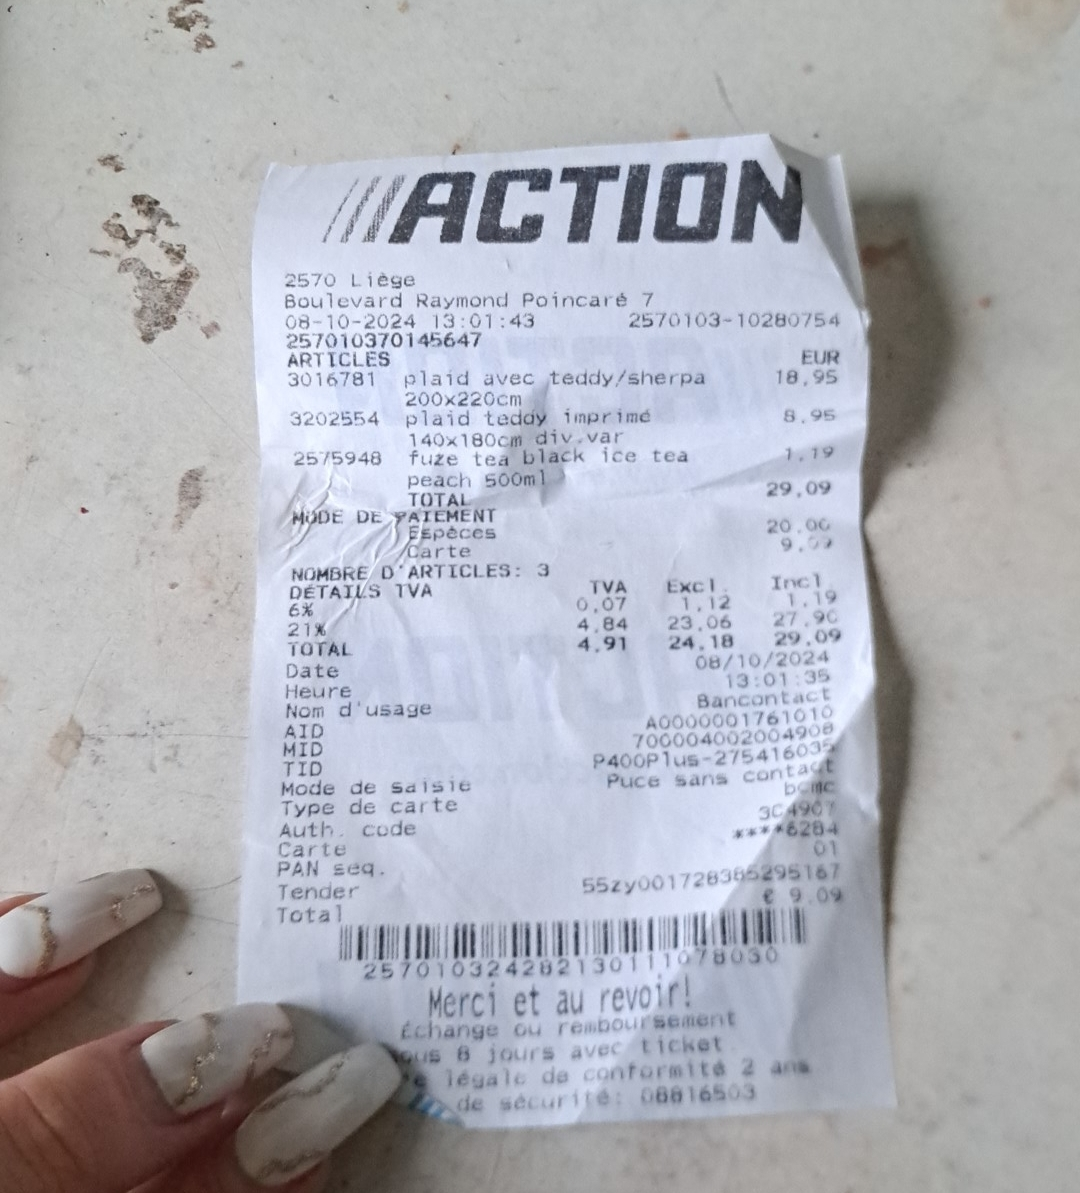 ACTION
2570 Liège
Boulevard Raymond Poincaré 7
08-10-2024 13:01:43 2570103-10280754
257010370145647
ARTICLES EUR
3016781 plaid avec teddy/sherpa 18,95
200x220cm
3202554 plaid teddy imprimé 8,95
140x180cm div.var
2575948 fuze tea black ice tea 1,19
peach 500ml
TOTAL 29,09
MODE DE PAIEMENT
Espèces 20,00
Carte 9,09
NOMBRE D'ARTICLES: 3
DÉTAILS TVA TVA Excl. Incl.
6% 0,07 1,12 1,19
21% 4,84 23,06 27,90
TOTAL 4,91 24,18 29,09
Date 08/10/2024
Heure 13:01:35
Nom d'usage Bancontact
AID A0000001761010
MID 700004002004908
TID P400Plus-275416035
Mode de saisie Puce sans contact
Type de carte bcmc
Auth. code 3C4907
Carte ****6284
PAN seq. 01
Tender 55zy001728385295167
Total € 9,09
257010324282130111078030
Merci et au revoir!
Échange ou remboursement
sous 8 jours avec ticket
légale de conformité 2 ans
de sécurité: 08816503